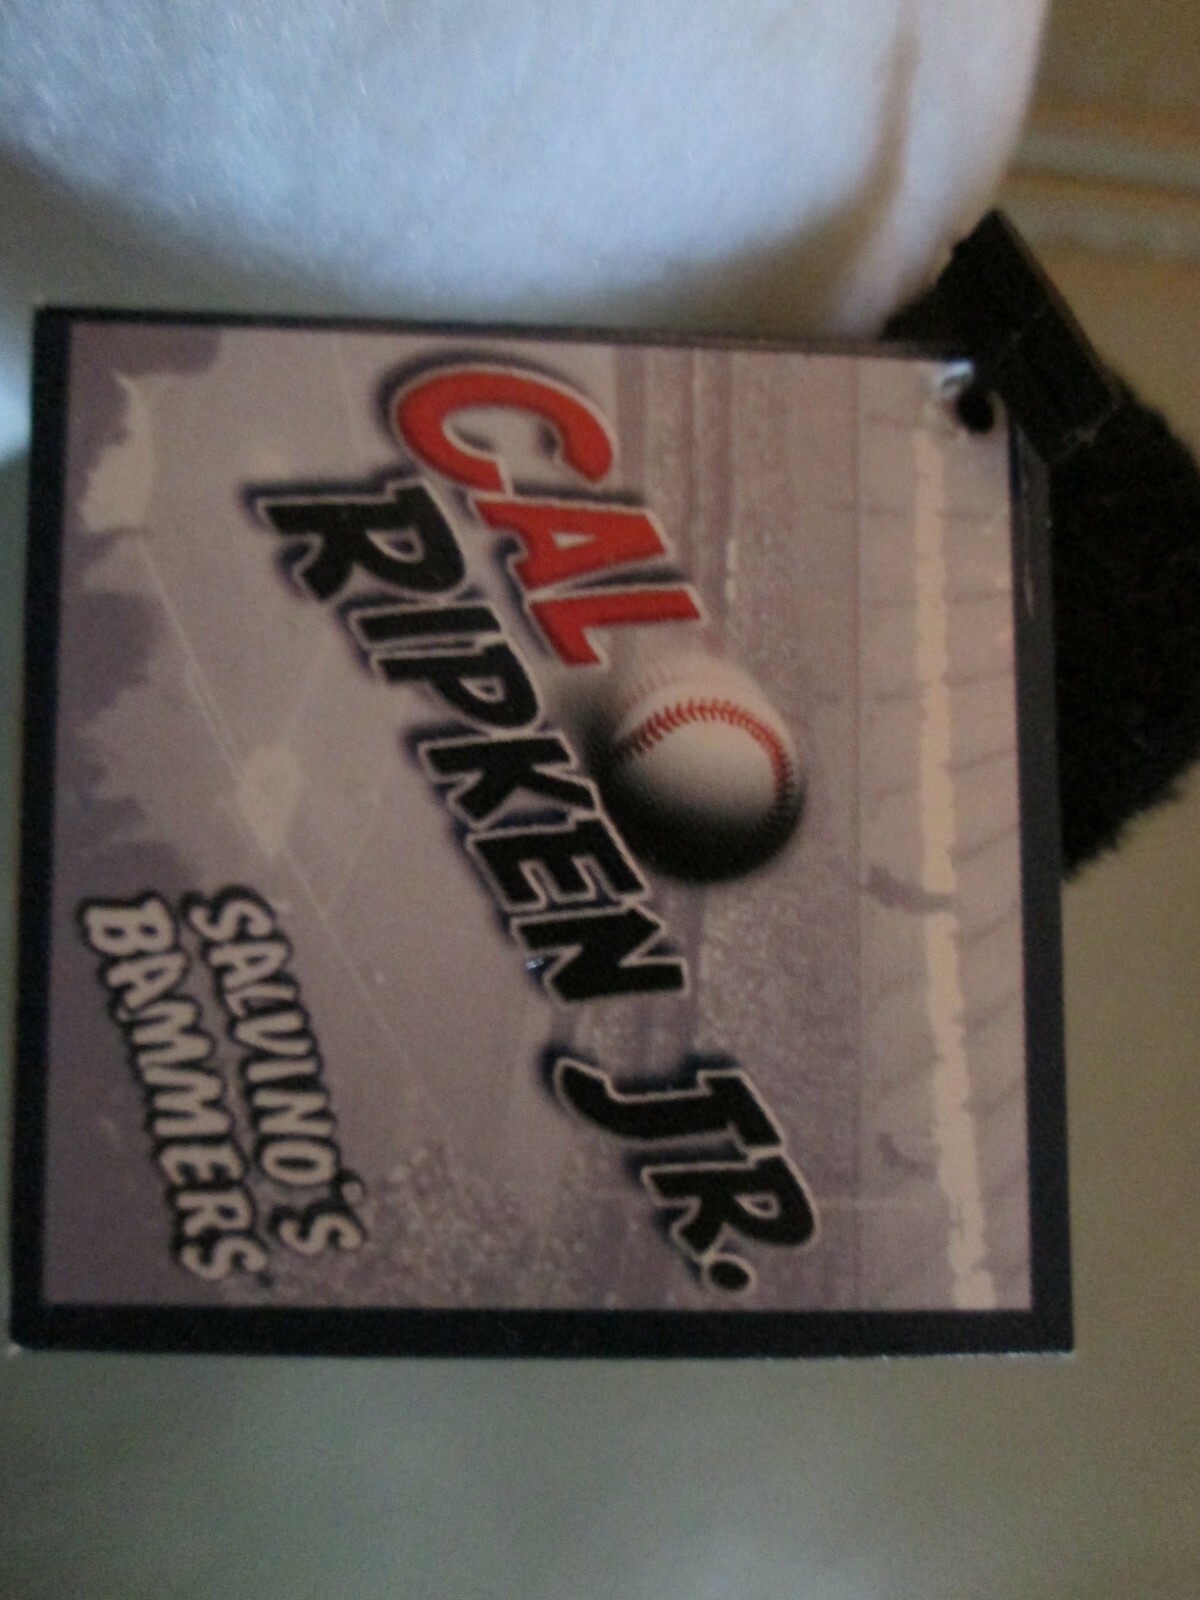 CAL
RIPKEN JR.
SALVINO'S
BAMMERS